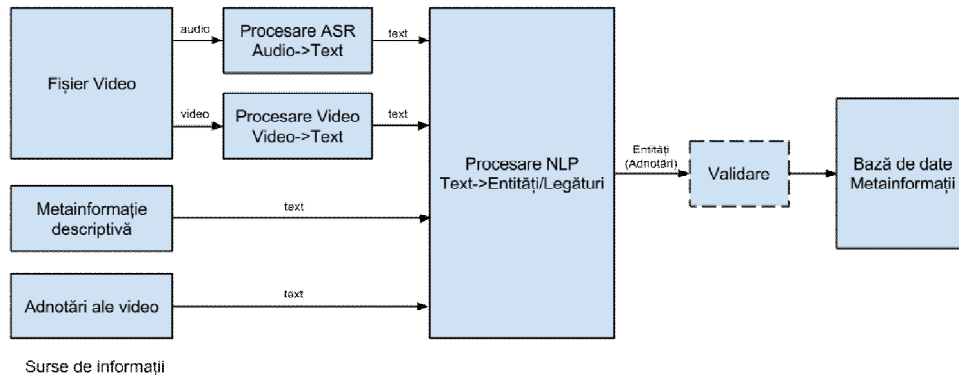 audio
Procesare ASR
Audio->Text
text
Fișier Video
video
Procesare Video
Video->Text
text
Procesare NLP
Text->Entități/Legături
Entități
(Adnotări)
Validare
Bază de date
Metainformații
Metainformație
descriptivă
text
Adnotări ale video
text
Surse de informații